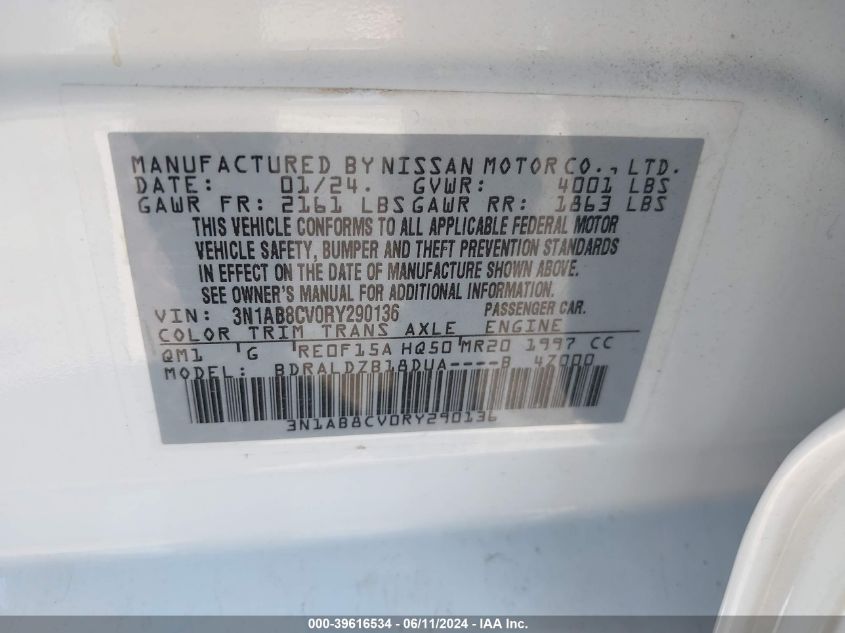 MANUFACTURED BY NISSAN MOTOR CO., LTD.
DATE: 01/24. GVWR: 4001 LBS
GAWR FR: 2161 LBS GAWR RR: 1863 LBS
THIS VEHICLE CONFORMS TO ALL APPLICABLE FEDERAL MOTOR
VEHICLE SAFETY, BUMPER AND THEFT PREVENTION STANDARDS
IN EFFECT ON THE DATE OF MANUFACTURE SHOWN ABOVE.
SEE OWNER'S MANUAL FOR ADDITIONAL INFORMATION.
VIN: 3N1AB8CV0RY290136 PASSENGER CAR.
COLOR TRIM TRANS AXLE ENGINE
QM1 G RE0F15A HQ50 MR20 1997 CC
MODEL: BDRALDZB18DUA----B 47000
3N1AB8CV0RY290136
000-39616534 - 06/11/2024 - IAA Inc.